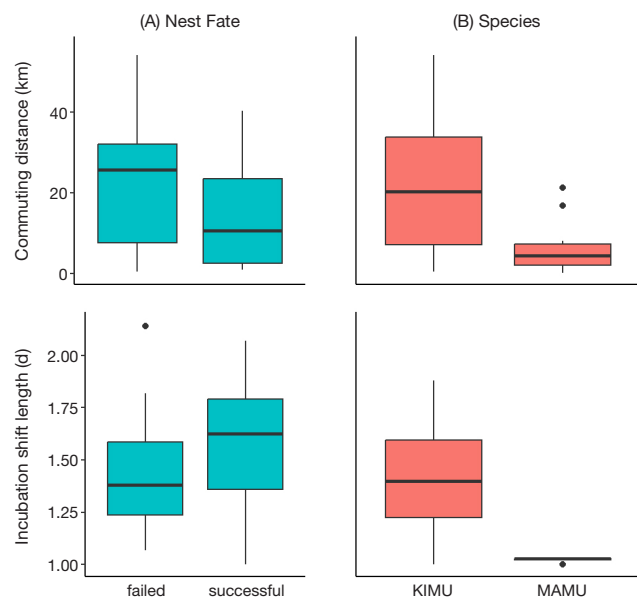 (A) Nest Fate
(B) Species
Commuting distance (km)
40
20
0
Incubation shift length (d)
2.00
1.75
1.50
1.25
1.00
failed successful
KIMU MAMU